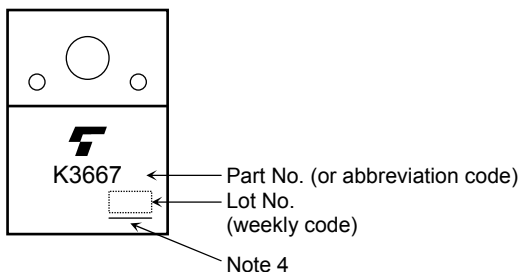 K3667
Part No. (or abbreviation code)
Lot No.
(weekly code)
Note 4